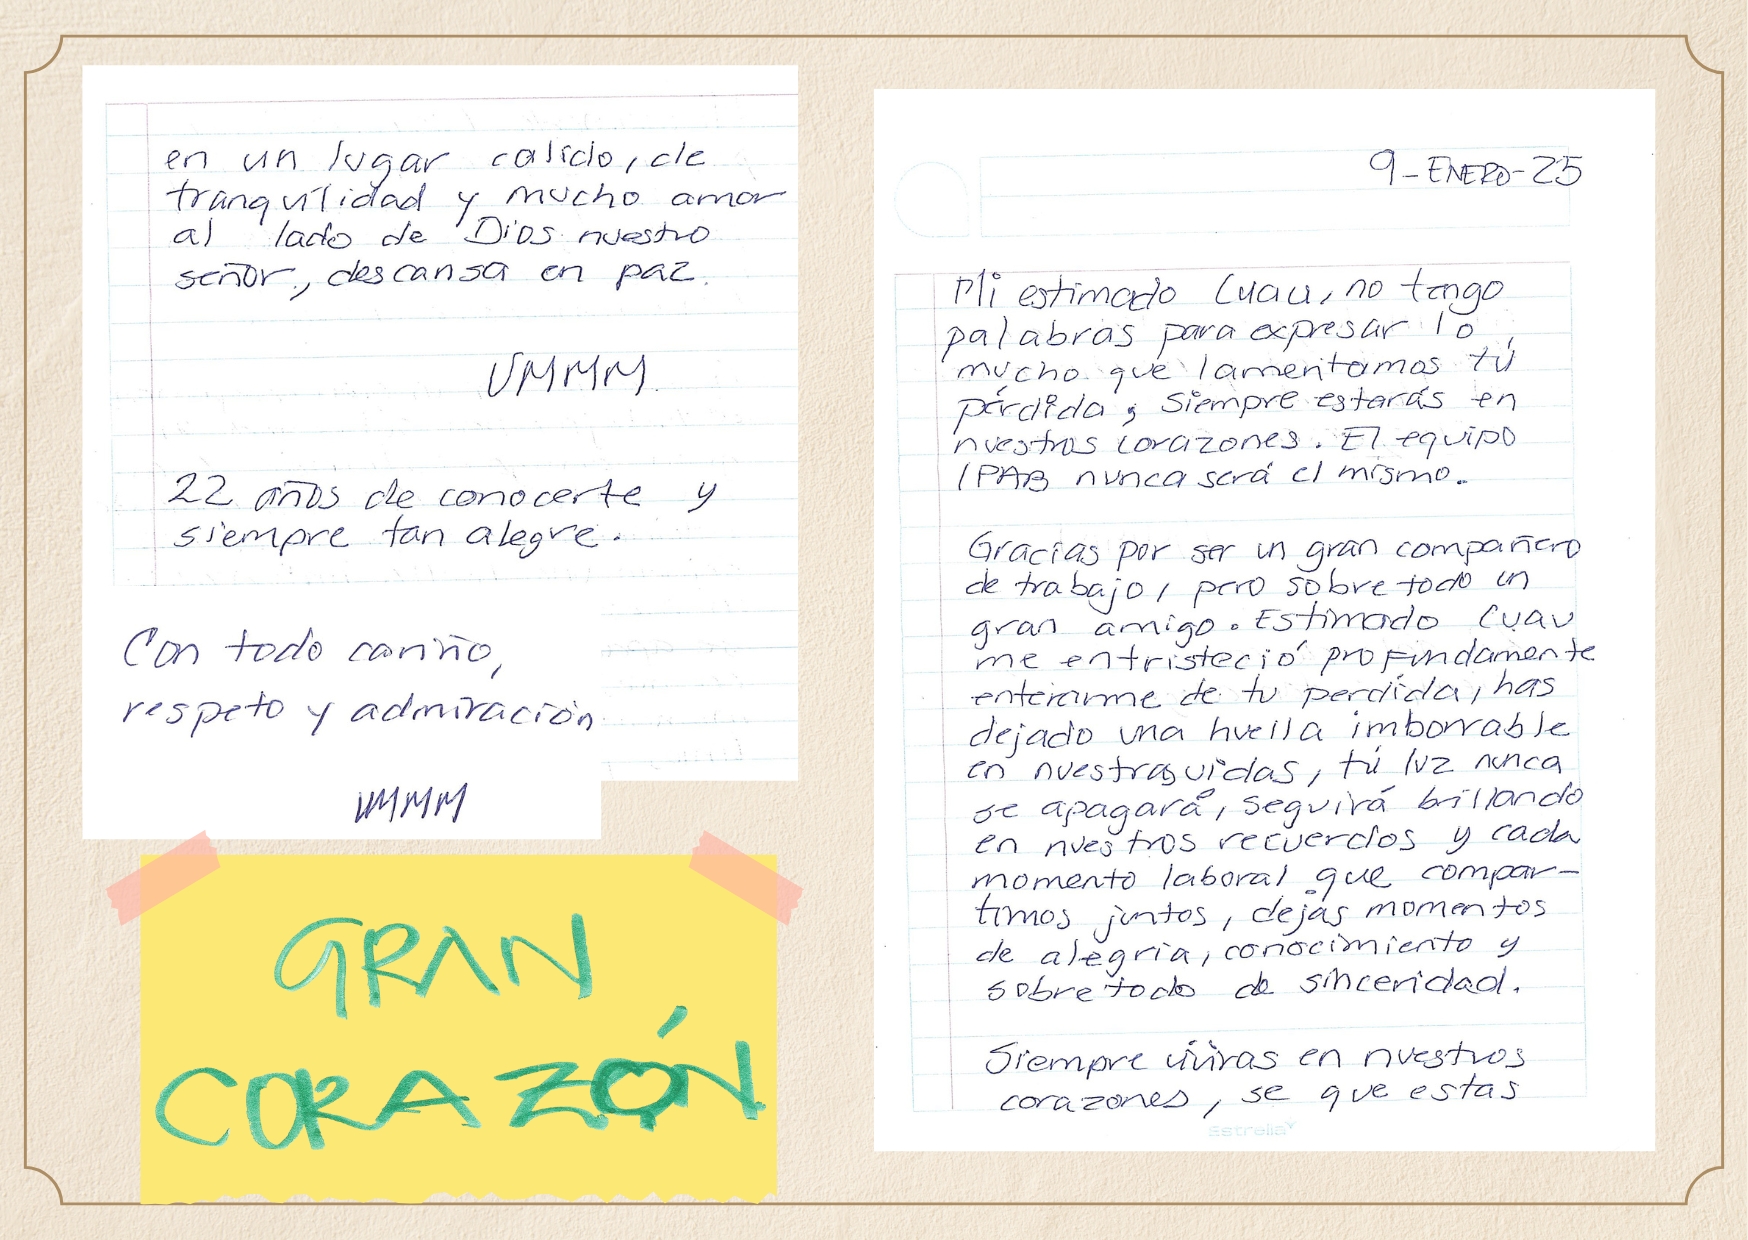 9-ENERO-25
Mi estimado Cuau, no tengo
palabras para expresar lo
mucho que lamentamos tú
pérdida, siempre estarás en
nuestros corazones. El equipo
IPAB nunca será el mismo.
Gracias por ser un gran compañero
de trabajo, pero sobre todo un
gran amigo. Estimado Cuau
me entristeció profundamente
enterarme de tu perdida, has
dejado una huella imborrable
en nuestras vidas, tú luz nunca
se apagará, seguirá brillando
en nuestros recuerdos y cada
momento laboral que compar-
timos juntos, dejas momentos
de alegria, conocimiento y
sobre todo de sinceridad.
Siempre viviras en nuestros
corazones, se que estas
Estrella
en un lugar calido, de
tranquilidad y mucho amor
al lado de Dios nuestro
señor, descansa en paz.
VMMM.
22 años de conocerte y
siempre tan alegre.
Con todo cariño,
respeto y admiración
VMMM
GRAN
CORAZÓN